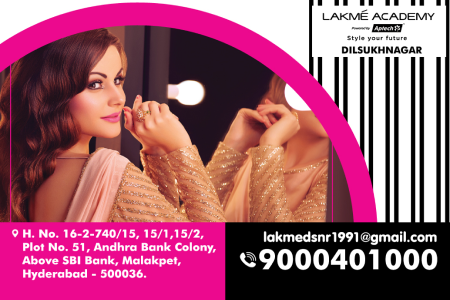 LAKMĒ ACADEMY
Powered by Aptech
Style your future
DILSUKHNAGAR
H. No. 16-2-740/15, 15/1,15/2,
Plot No. 51, Andhra Bank Colony,
Above SBI Bank, Malakpet,
Hyderabad - 500036.
lakmedsnr1991@gmail.com
9000401000